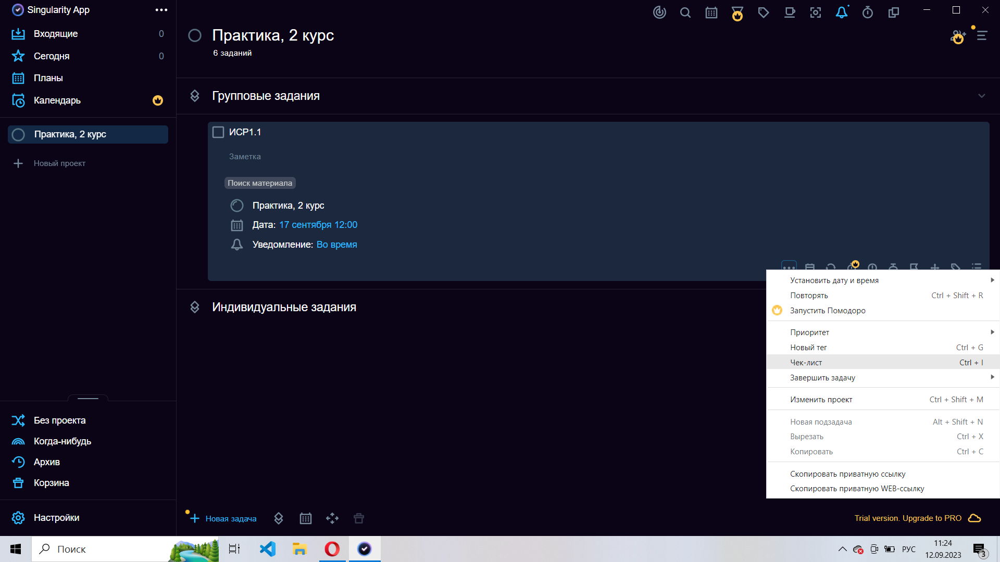 Singularity App
Входящие 0
Сегодня 0
Планы
Календарь
Практика, 2 курс
Новый проект
Без проекта
Когда-нибудь
Архив
Корзина
Настройки
Практика, 2 курс
6 заданий
Групповые задания
ИСР1.1
Заметка
Поиск материала
Практика, 2 курс
Дата: 17 сентября 12:00
Уведомление: Во время
Индивидуальные задания
Установить дату и время
Повторять Ctrl + Shift + R
Запустить Помодоро
Приоритет
Новый тег Ctrl + G
Чек-лист Ctrl + I
Завершить задачу
Изменить проект Ctrl + Shift + M
Новая подзадача Alt + Shift + N
Вырезать Ctrl + X
Копировать Ctrl + C
Скопировать приватную ссылку
Скопировать приватную WEB-ссылку
Новая задача
Trial version. Upgrade to PRO
Поиск
РУС
11:24
12.09.2023
3